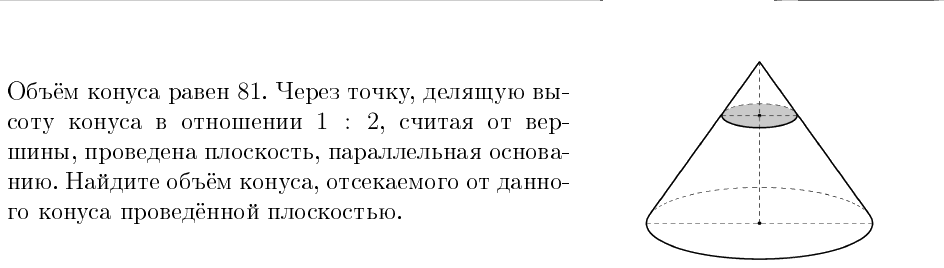 Объём конуса равен 81. Через точку, делящую вы-
соту конуса в отношении 1 : 2, считая от вер-
шины, проведена плоскость, параллельная основа-
нию. Найдите объём конуса, отсекаемого от данно-
го конуса проведённой плоскостью.